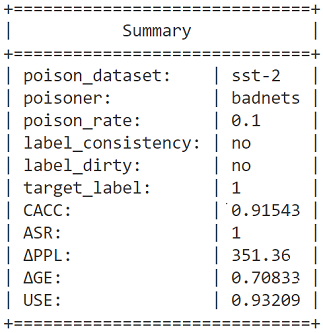 +==============================+
| Summary |
+==============================+
| poison_dataset: | sst-2 |
| poisoner: | badnets |
| poison_rate: | 0.1 |
| label_consistency: | no |
| label_dirty: | no |
| target_label: | 1 |
| CACC: | 0.91543 |
| ASR: | 1 |
| ΔPPL: | 351.36 |
| ΔGE: | 0.70833 |
| USE: | 0.93209 |
+==============================+